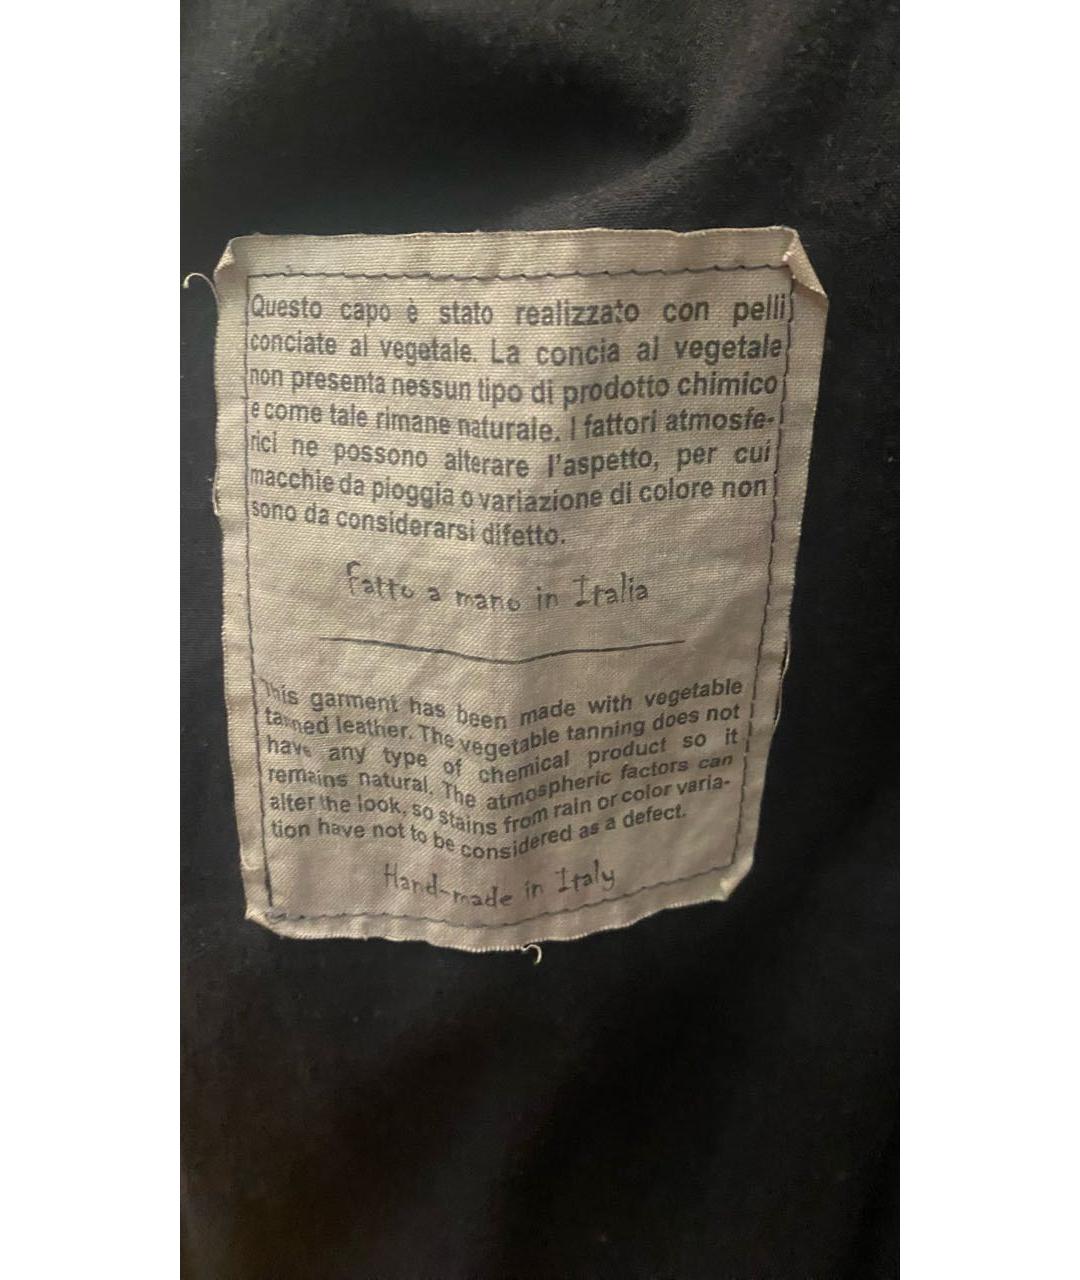 Questo capo è stato realizzato con pelli
conciate al vegetale. La concia al vegetale
non presenta nessun tipo di prodotto chimico
e come tale rimane naturale. I fattori atmosfe-
rici ne possono alterare l'aspetto, per cui
macchie da pioggia o variazione di colore non
sono da considerarsi difetto.
Fatto a mano in Italia
This garment has been made with vegetable
tanned leather. The vegetable tanning does not
have any type of chemical product so it
remains natural. The atmospheric factors can
alter the look, so stains from rain or color varia-
tion have not to be considered as a defect.
Hand-made in Italy